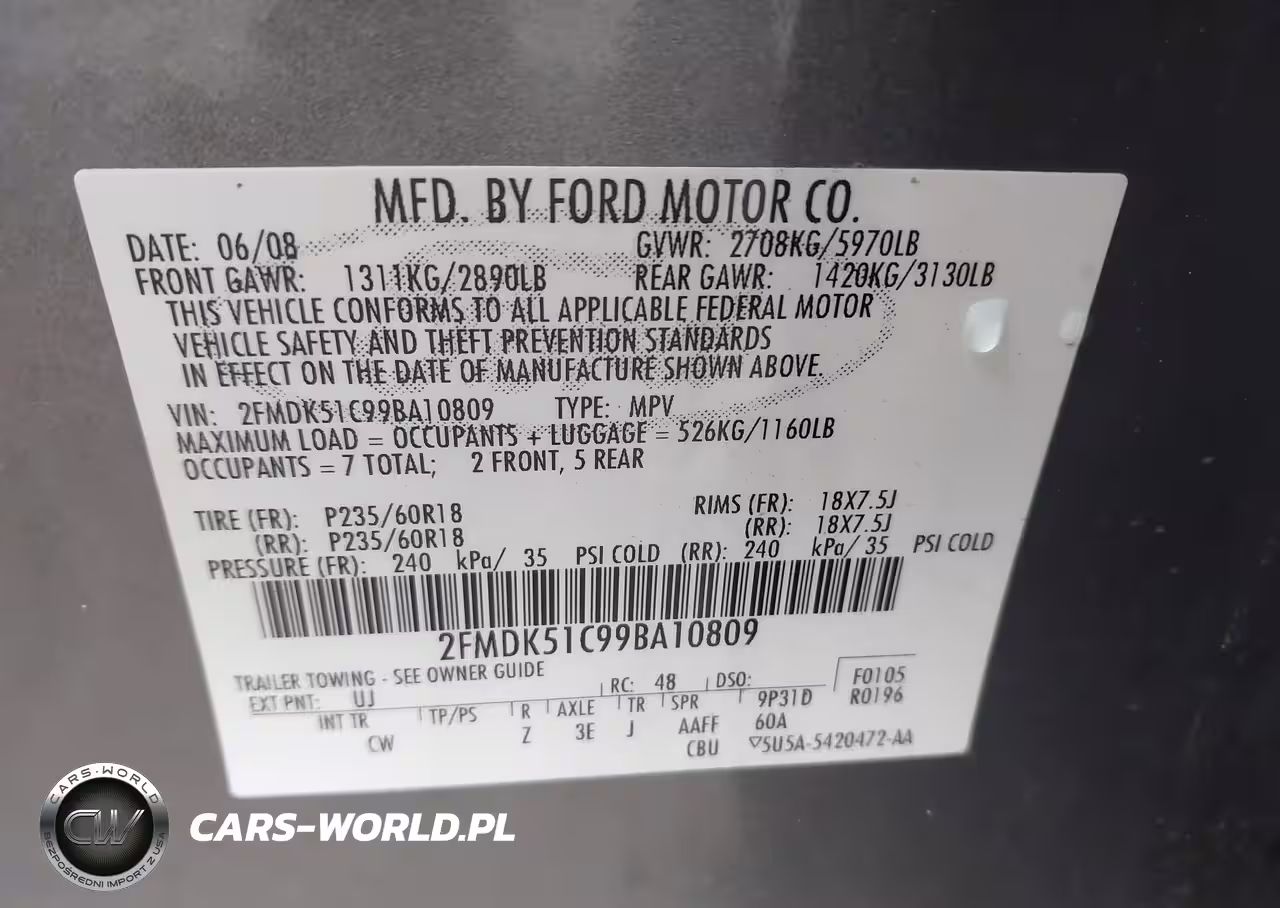 MFD. BY FORD MOTOR CO.
DATE: 06/08 GVWR: 2708KG/5970LB
FRONT GAWR: 1311KG/2890LB REAR GAWR: 1420KG/3130LB
THIS VEHICLE CONFORMS TO ALL APPLICABLE FEDERAL MOTOR
VEHICLE SAFETY AND THEFT PREVENTION STANDARDS
IN EFFECT ON THE DATE OF MANUFACTURE SHOWN ABOVE.
VIN: 2FMDK51C99BA10809 TYPE: MPV
MAXIMUM LOAD = OCCUPANTS + LUGGAGE = 526KG/1160LB
OCCUPANTS = 7 TOTAL; 2 FRONT, 5 REAR
TIRE (FR): P235/60R18 RIMS (FR): 18X7.5J
(RR): P235/60R18 (RR): 18X7.5J
PRESSURE (FR): 240 kPa/ 35 PSI COLD (RR): 240 kPa/ 35 PSI COLD
2FMDK51C99BA10809
TRAILER TOWING - SEE OWNER GUIDE
EXT PNT: UJ RC: 48 DSO: F0105
INT TR TP/PS R AXLE TR SPR 9P31D R0196
CW Z 3E J AAFF 60A
CBU ▽5U5A-5420472-AA
CARS-WORLD
CW
BEZPOŚREDNI IMPORT Z USA
CARS-WORLD.PL